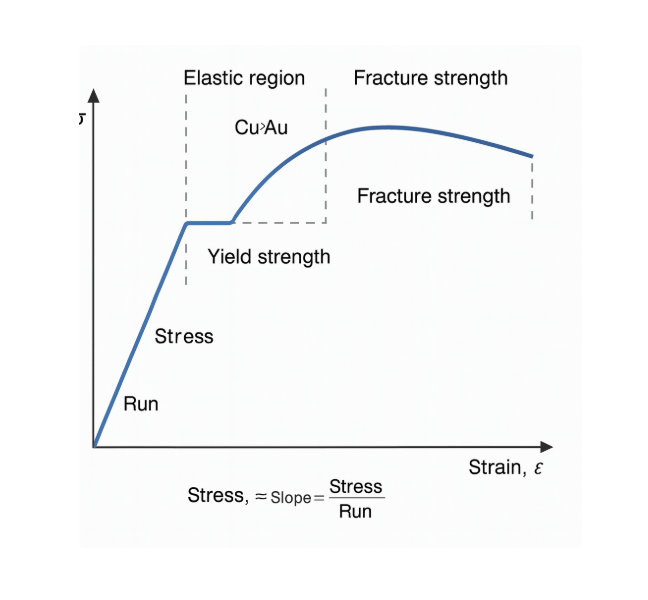 Elastic region
Fracture strength
Cu>Au
Fracture strength
Yield strength
Stress
Run
Strain, ε
Stress, ≈ Slope = Stress
Run